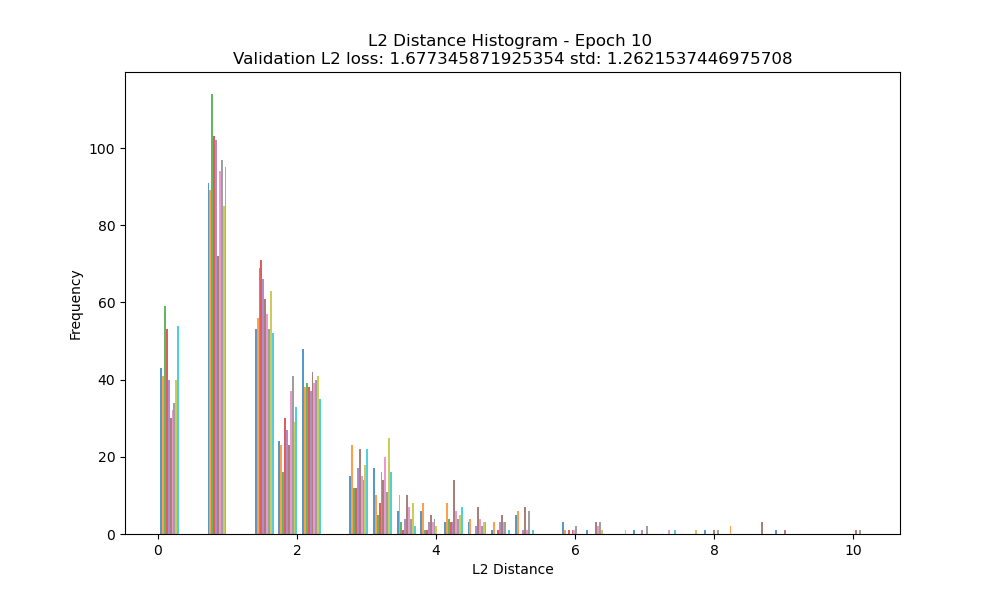 L2 Distance Histogram - Epoch 10
Validation L2 loss: 1.677345871925354 std: 1.2621537446975708
Frequency
100
80
60
40
20
0
0 2 4 6 8 10
L2 Distance